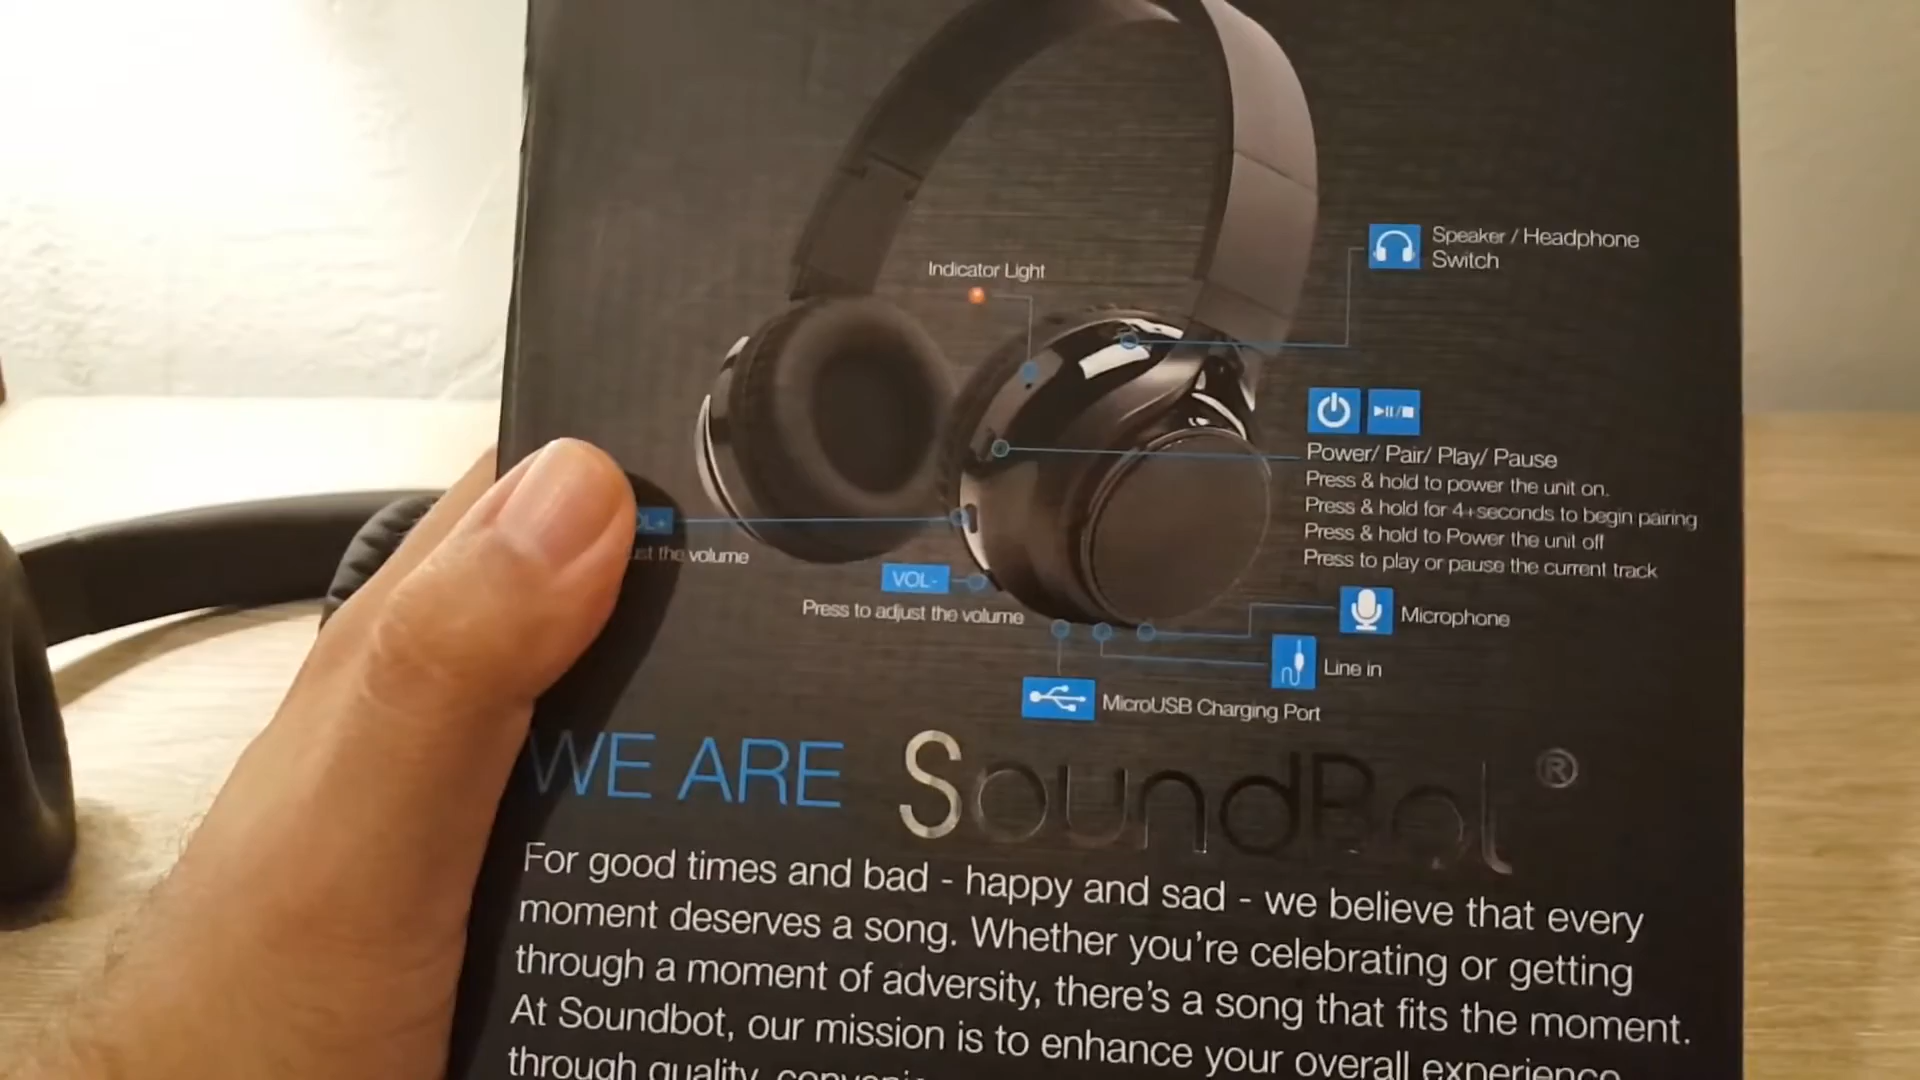 Speaker / Headphone
Switch
Indicator Light
Power/ Pair/ Play/ Pause
Press & hold to power the unit on.
Press & hold for 4+seconds to begin pairing
Press & hold to Power the unit off
Press to play or pause the current track
the volume
VOL-
Press to adjust the volume
Microphone
Line in
MicroUSB Charging Port
WE ARE SoundBot ®
For good times and bad - happy and sad - we believe that every
moment deserves a song. Whether you're celebrating or getting
through a moment of adversity, there's a song that fits the moment.
At Soundbot, our mission is to enhance your overall experience
through quality,